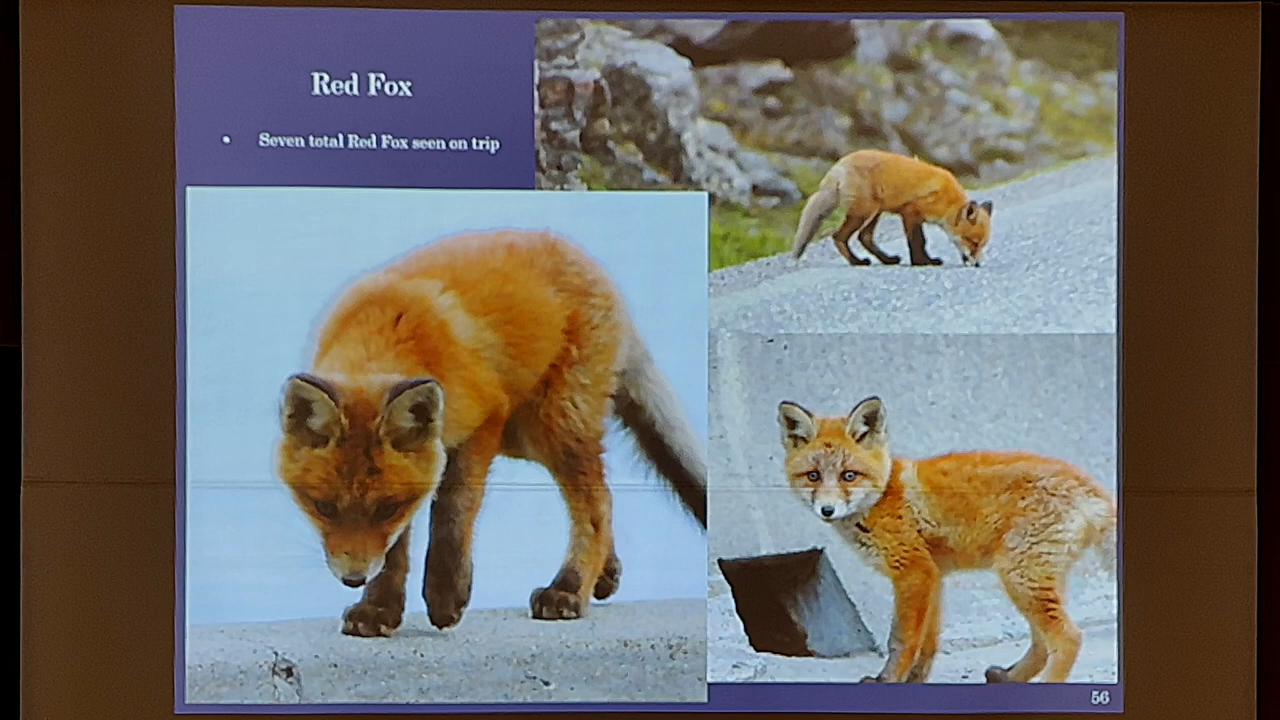 Red Fox
• Seven total Red Fox seen on trip
56